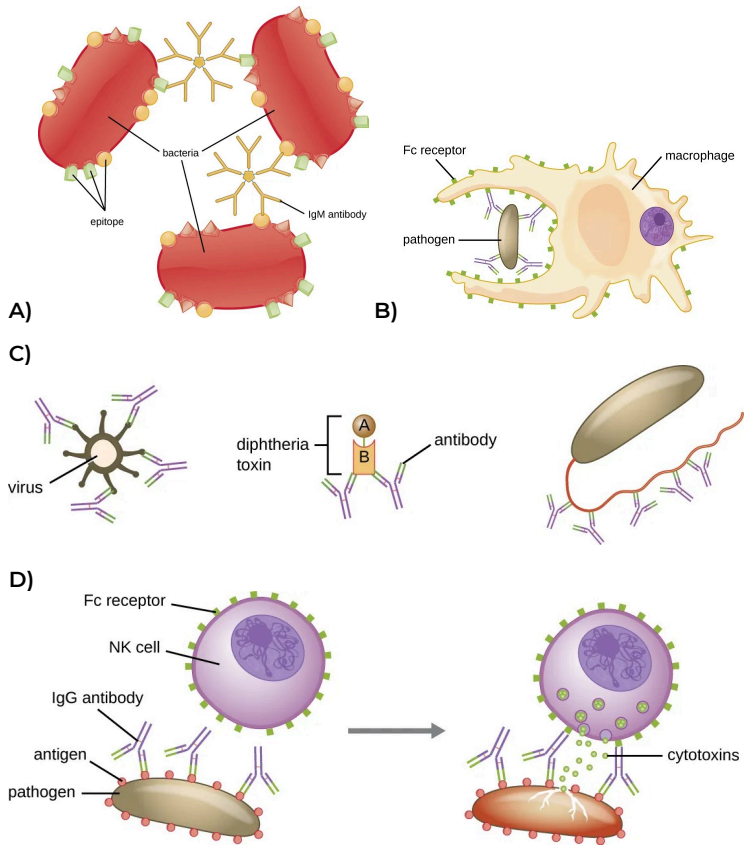 bacteria
epitope
IgM antibody
A)
Fc receptor
macrophage
pathogen
B)
C)
virus
diphtheria
toxin
A
B
antibody
D)
Fc receptor
NK cell
IgG antibody
antigen
pathogen
cytotoxins